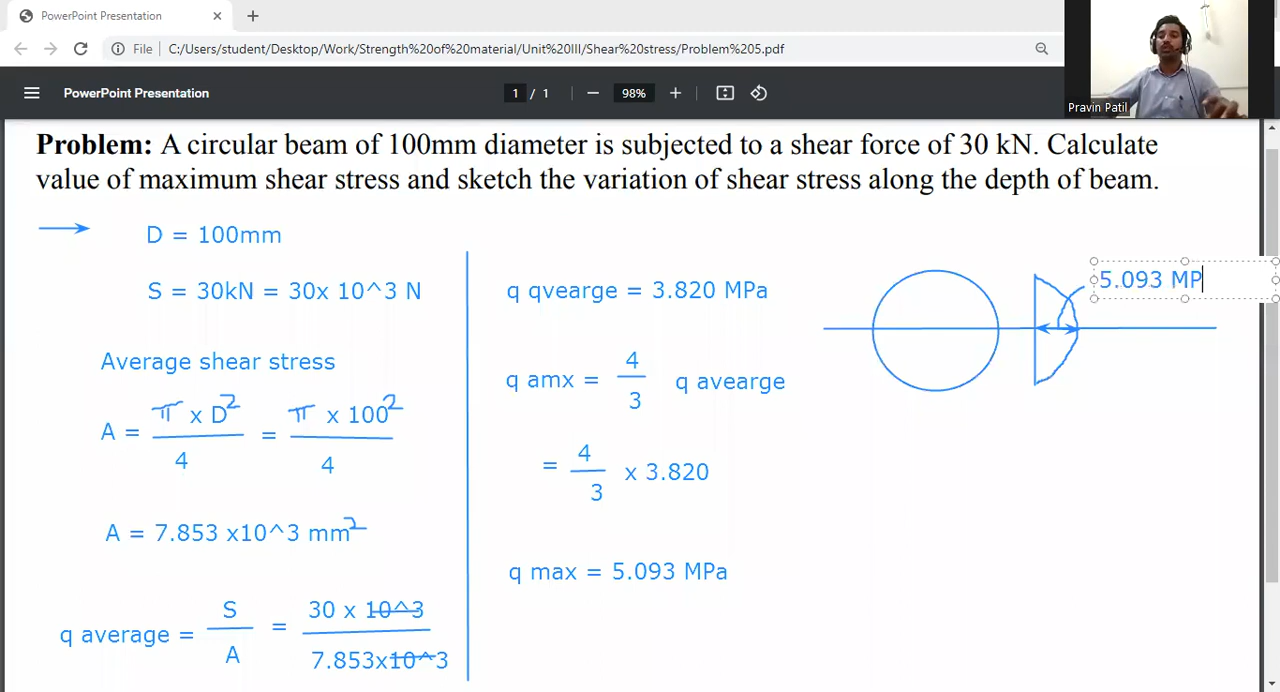 PowerPoint Presentation
File
C:/Users/student/Desktop/Work/Strength%20of%20material/Unit%20III/Shear%20stress/Problem%205.pdf
PowerPoint Presentation
1 / 1
98%
Pravin Patil
Problem: A circular beam of 100mm diameter is subjected to a shear force of 30 kN. Calculate
value of maximum shear stress and sketch the variation of shear stress along the depth of beam.
D = 100mm
S = 30kN = 30x 10^3 N
Average shear stress
A = π x D² / 4 = π x 100² / 4
A = 7.853 x10^3 mm²
q average = S / A = 30 x 10^3 / 7.853x10^3
q qvearge = 3.820 MPa
q amx = 4 / 3 q avearge
= 4 / 3 x 3.820
q max = 5.093 MPa
5.093 MP